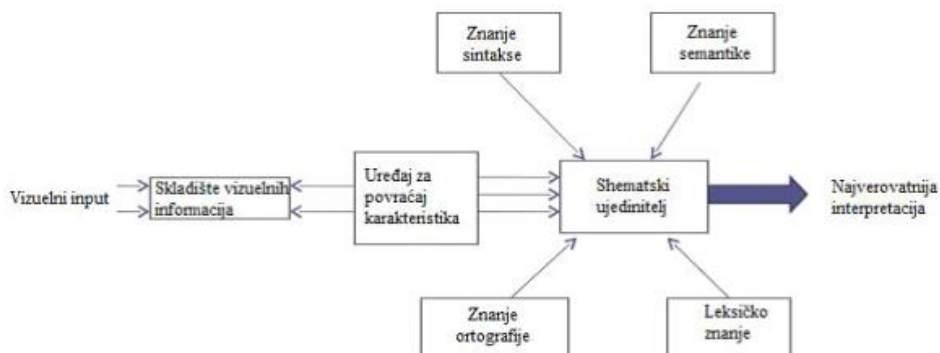 Znanje
sintakse
Znanje
semantike
Vizuelni input
Skladište vizuelnih
informacija
Uređaj za
povraćaj
karakteristika
Shematski
ujedinitelj
Najverovatnija
interpretacija
Znanje
ortografije
Leksičko
znanje